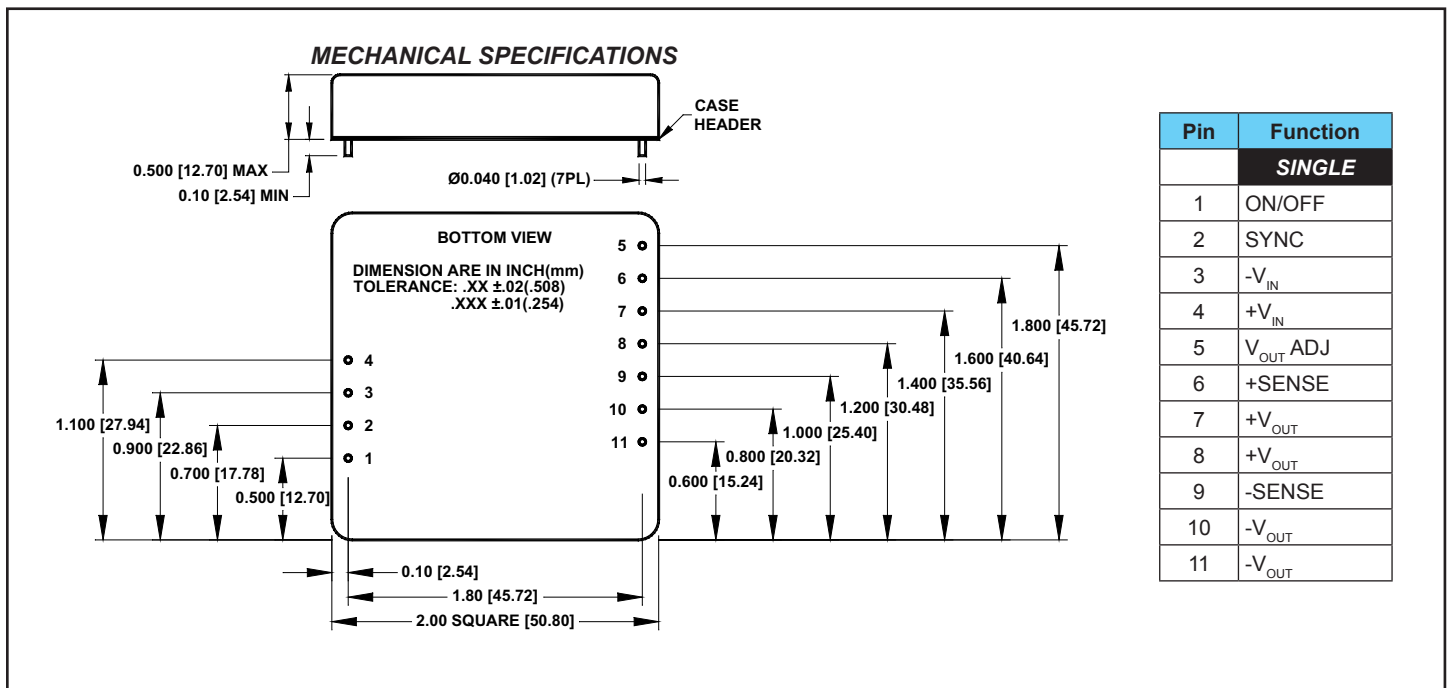 MECHANICAL SPECIFICATIONS
CASE
HEADER
0.500 [12.70] MAX
0.10 [2.54] MIN
Ø0.040 [1.02] (7PL)
BOTTOM VIEW
DIMENSION ARE IN INCH(mm)
TOLERANCE: .XX ±.02(.508)
.XXX ±.01(.254)
5
6
7
8
9
10
11
4
3
2
1
1.100 [27.94]
0.900 [22.86]
0.700 [17.78]
0.500 [12.70]
1.800 [45.72]
1.600 [40.64]
1.400 [35.56]
1.200 [30.48]
1.000 [25.40]
0.800 [20.32]
0.600 [15.24]
0.10 [2.54]
1.80 [45.72]
2.00 SQUARE [50.80]
Pin Function
SINGLE
1 ON/OFF
2 SYNC
3 -VIN
4 +VIN
5 VOUT ADJ
6 +SENSE
7 +VOUT
8 +VOUT
9 -SENSE
10 -VOUT
11 -VOUT